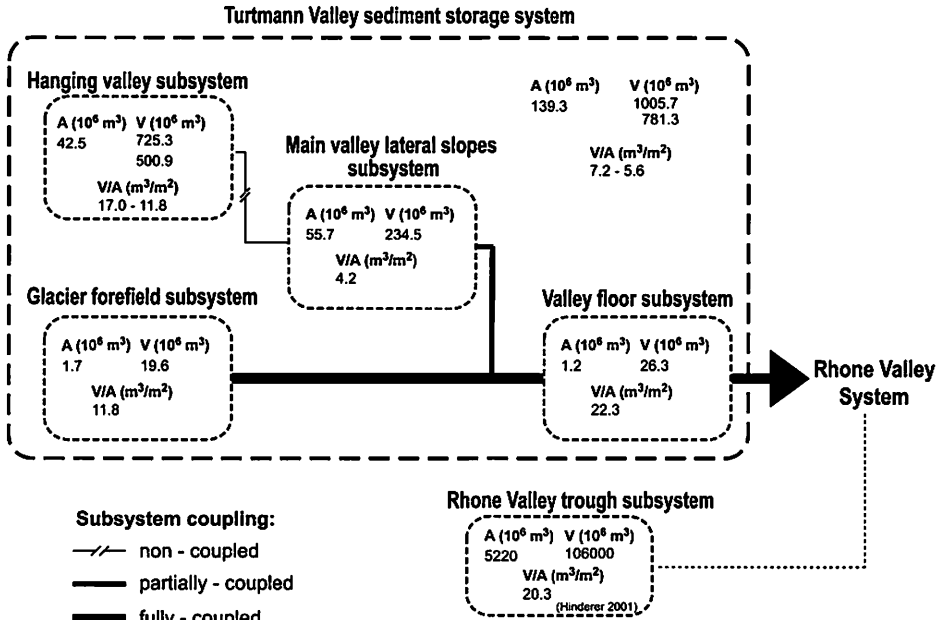 Turtmann Valley sediment storage system
Hanging valley subsystem
A (10⁶ m³) V (10⁶ m³)
42.5 725.3
500.9
V/A (m³/m²)
17.0 - 11.8
A (10⁶ m³) V (10⁶ m³)
139.3 1005.7
781.3
V/A (m³/m²)
7.2 - 5.6
Main valley lateral slopes
subsystem
A (10⁶ m³) V (10⁶ m³)
55.7 234.5
V/A (m³/m²)
4.2
Glacier forefield subsystem
A (10⁶ m³) V (10⁶ m³)
1.7 19.6
V/A (m³/m²)
11.8
Valley floor subsystem
A (10⁶ m³) V (10⁶ m³)
1.2 26.3
V/A (m³/m²)
22.3
Rhone Valley
System
Rhone Valley trough subsystem
A (10⁶ m³) V (10⁶ m³)
5220 106000
V/A (m³/m²)
20.3
(Hinderer 2001)
Subsystem coupling:
non - coupled
partially - coupled
fully - coupled